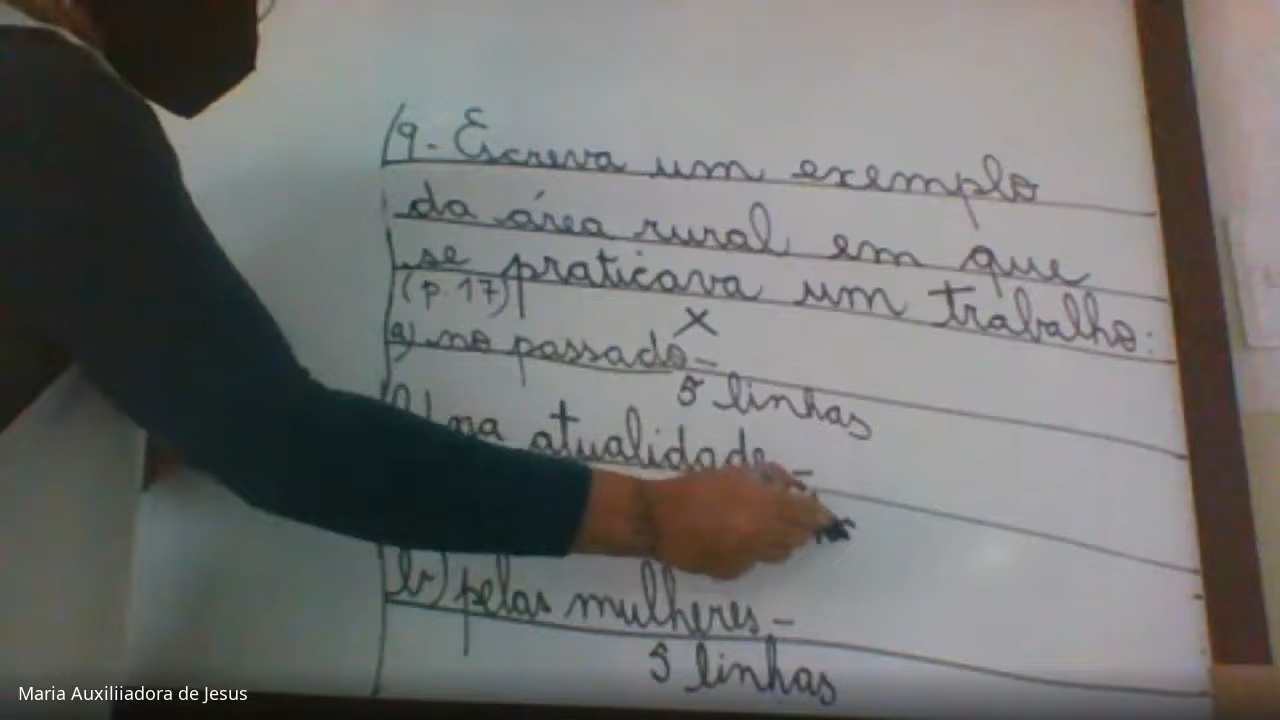 9. Escreva um exemplo
da área rural em que
se praticava um trabalho:
(p. 17) X
a) no passado-
5 linhas
b) na atualidade-
b) pelas mulheres-
5 linhas
Maria Auxiliiadora de Jesus